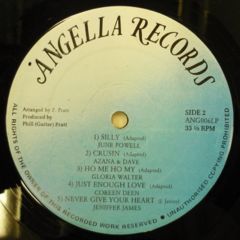 ANGELLA RECORDS
Arranged by P. Pratt
Produced by
Phill (Guitar) Pratt
SIDE 2
ANG006LP
33 ⅓ RPM
1) SILLY (Adapted)
JUNE POWELL
2) CRUSIN (Adapted)
AZANA & DAVE
3) HO ME HO MY (Adapted)
GLORIA WALTER
4) JUST ENOUGH LOVE (Adapted)
COREEN DEEN
5) NEVER GIVE YOUR HEART
JENIFFER JAMES
ALL RIGHTS OF THE OWNER OF THIS RECORDED WORK RESERVED • UNAUTHORISED COPYING PROHIBITED